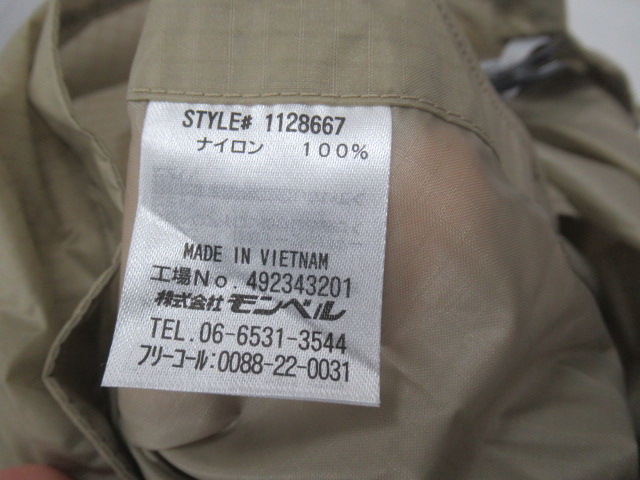 STYLE# 1128667
ナイロン 100%
MADE IN VIETNAM
工場No. 492343201
株式会社 モンベル
TEL. 06-6531-3544
フリーコール:0088-22-0031